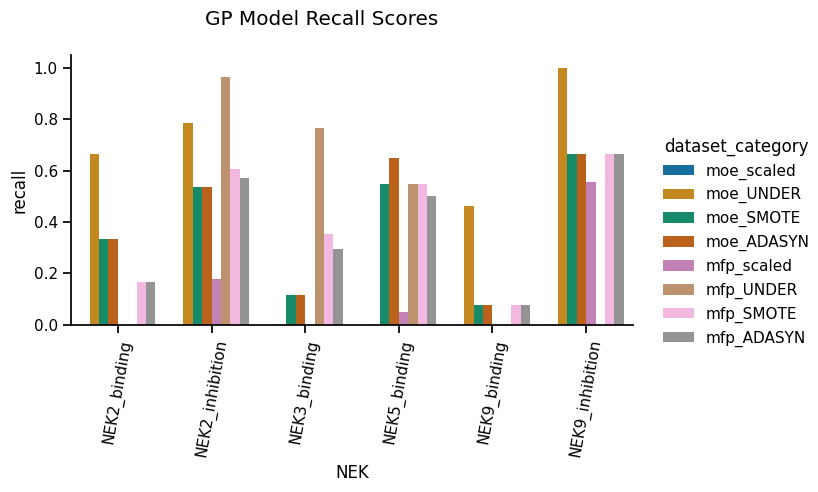 GP Model Recall Scores
1.0
0.8
0.6
0.4
0.2
0.0
recall
NEK2_binding
NEK2_inhibition
NEK3_binding
NEK5_binding
NEK9_binding
NEK9_inhibition
NEK
dataset_category
moe_scaled
moe_UNDER
moe_SMOTE
moe_ADASYN
mfp_scaled
mfp_UNDER
mfp_SMOTE
mfp_ADASYN